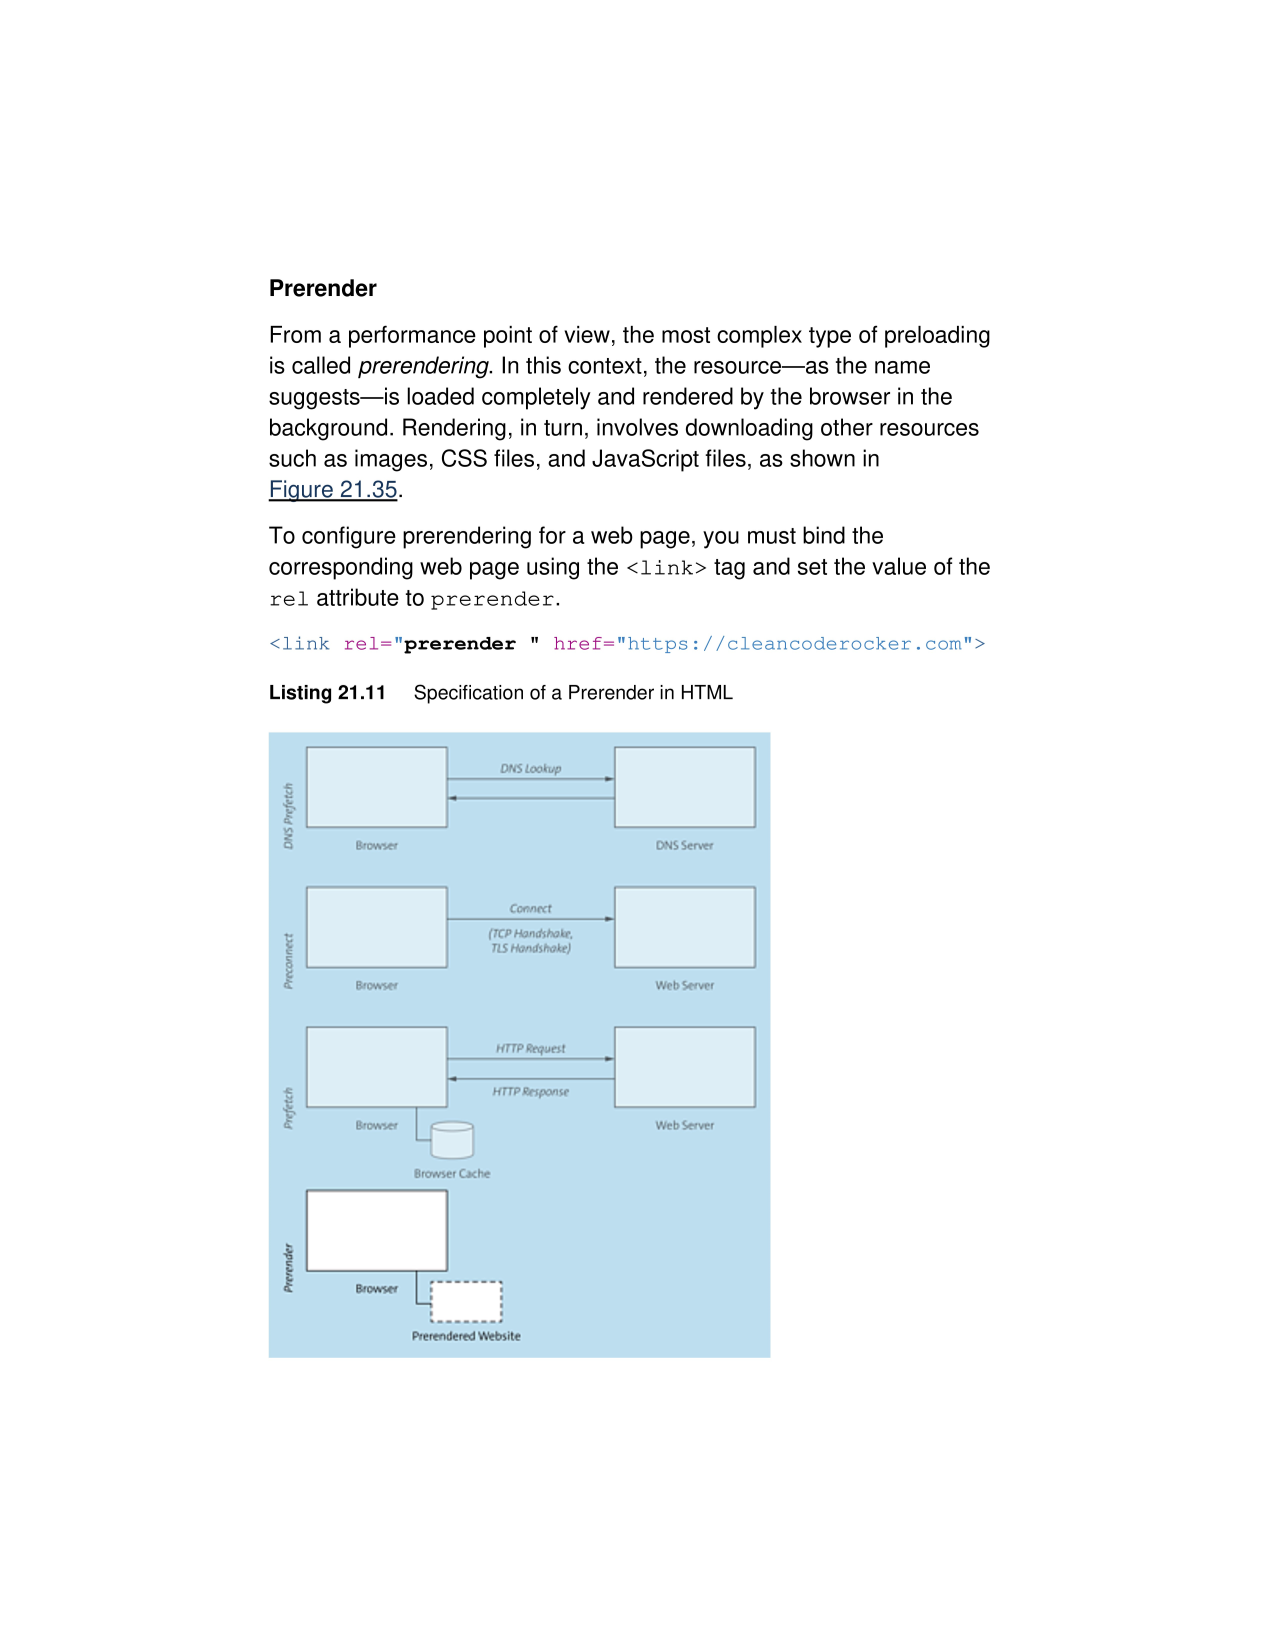 Prerender
From a performance point of view, the most complex type of preloading
is called prerendering. In this context, the resource—as the name
suggests—is loaded completely and rendered by the browser in the
background. Rendering, in turn, involves downloading other resources
such as images, CSS files, and JavaScript files, as shown in
Figure 21.35.
To configure prerendering for a web page, you must bind the
corresponding web page using the <link> tag and set the value of the
rel attribute to prerender.
<link rel="prerender " href="https://cleancoderocker.com">
Listing 21.11 Specification of a Prerender in HTML
DNS Prefetch
DNS Lookup
Browser
DNS Server
Preconnect
Connect
(TCP Handshake,
TLS Handshake)
Browser
Web Server
Prefetch
HTTP Request
HTTP Response
Browser
Web Server
Browser Cache
Prerender
Browser
Prerendered Website